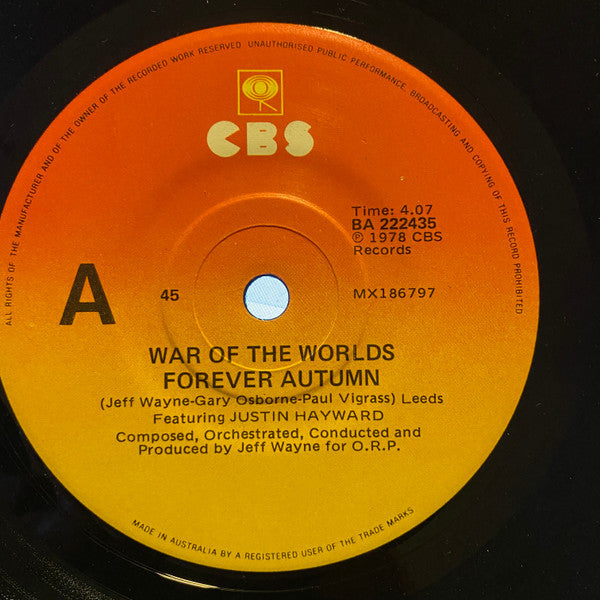 ALL RIGHTS OF THE MANUFACTURER AND OF THE OWNER OF THE RECORDED WORK RESERVED. UNAUTHORISED PUBLIC PERFORMANCE, BROADCASTING AND COPYING OF THIS RECORD PROHIBITED
CBS
Time: 4.07
BA 222435
℗ 1978 CBS
Records
A
45
MX186797
WAR OF THE WORLDS
FOREVER AUTUMN
(Jeff Wayne-Gary Osborne-Paul Vigrass) Leeds
Featuring JUSTIN HAYWARD
Composed, Orchestrated, Conducted and
Produced by Jeff Wayne for O.R.P.
MADE IN AUSTRALIA BY A REGISTERED USER OF THE TRADE MARKS